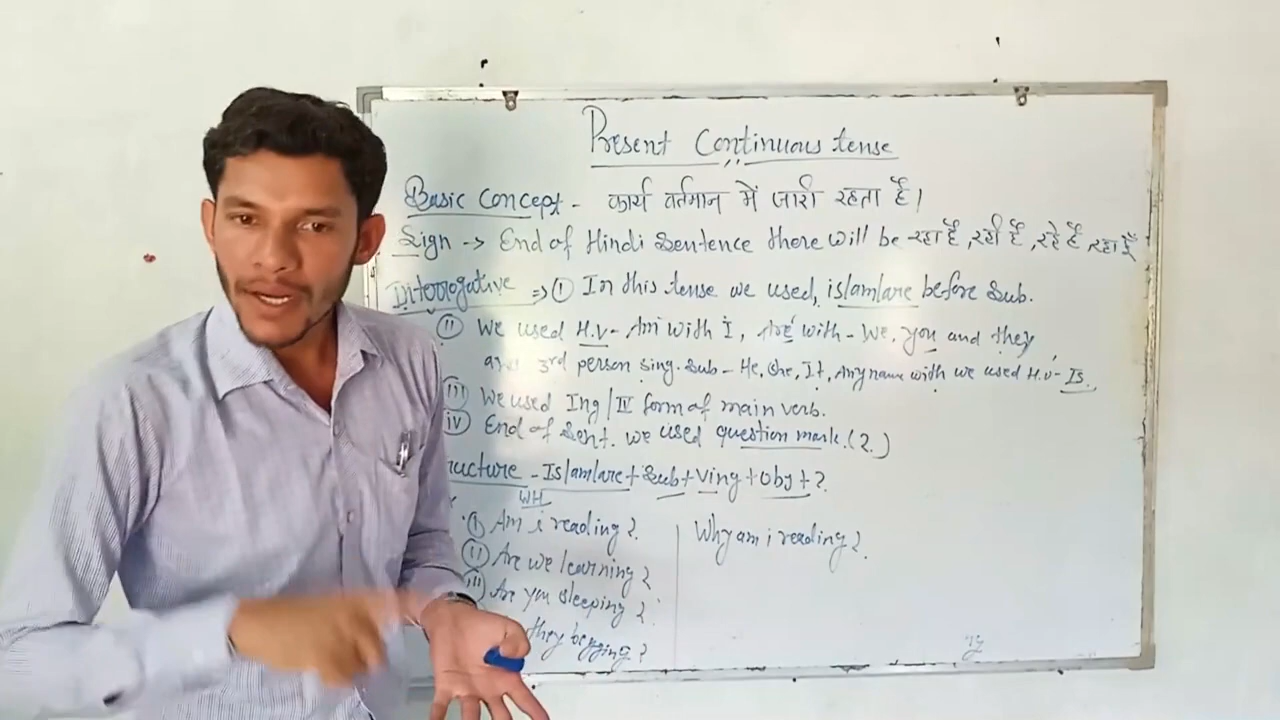 Present Continuous tense
Basic Concept - कार्य वर्तमान में जारी रहता है।
Sign -> End of Hindi Sentence there will be रहा है, रही है, रहे है, रहा हूँ
Interrogative => (i) In this tense we used, is/am/are before Sub.
(ii) We used H.V - Am with I, Are with - We, you and they
and 3rd person sing. Sub - He, She, It, Any name with we used H.V - Is.
(iii) We used Ing/IV form of main verb.
(iv) End of Sent. we used question mark. (?)
ructure - Is/am/are + Sub + Ving + Obj + ?
WH
(i) Am i reading?
(ii) Are we learning?
(iii) Are you sleeping?
they begging?
Why am i reading?